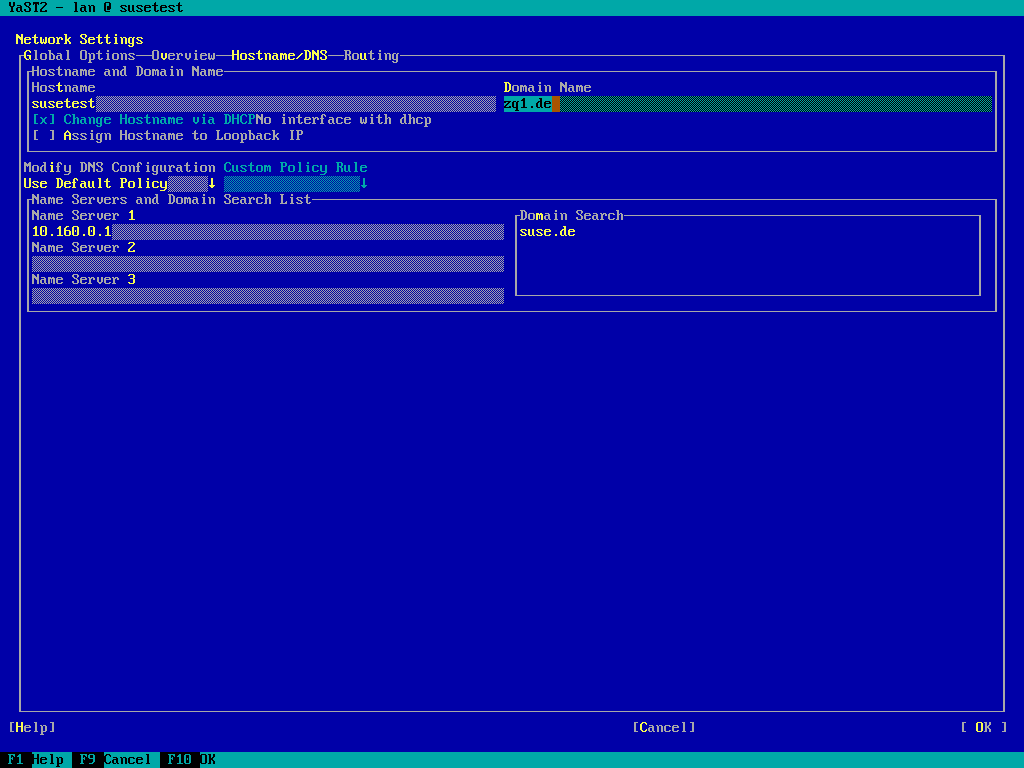 YaST2 - lan @ susetest
Network Settings
Global Options Overview Hostname/DNS Routing
Hostname and Domain Name
Hostname Domain Name
susetest zq1.de
[x] Change Hostname via DHCPNo interface with dhcp
[ ] Assign Hostname to Loopback IP
Modify DNS Configuration Custom Policy Rule
Use Default Policy↓ ↓
Name Servers and Domain Search List
Name Server 1 Domain Search
10.160.0.1 suse.de
Name Server 2
Name Server 3
[Help] [Cancel] [ OK ]
F1 Help F9 Cancel F10 OK